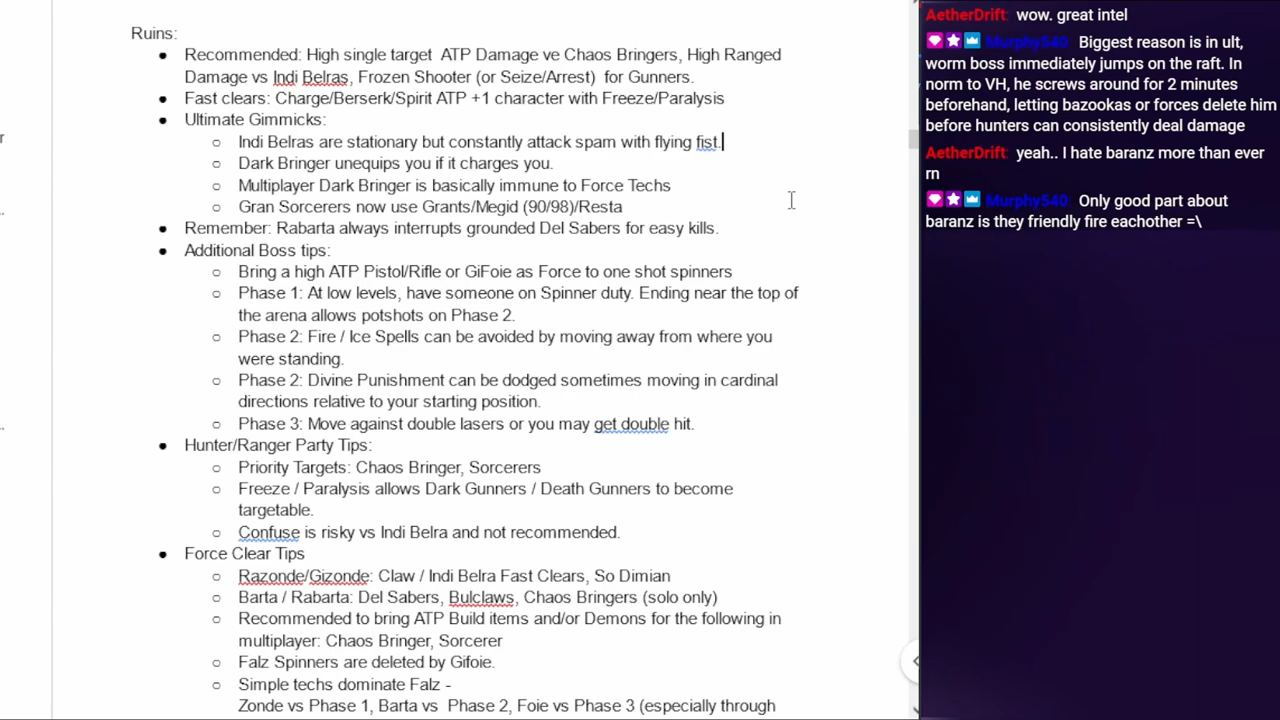 Ruins:
● Recommended: High single target ATP Damage ve Chaos Bringers, High Ranged
Damage vs Indi Belras, Frozen Shooter (or Seize/Arrest) for Gunners.
● Fast clears: Charge/Berserk/Spirit ATP +1 character with Freeze/Paralysis
● Ultimate Gimmicks:
○ Indi Belras are stationary but constantly attack spam with flying fist.
○ Dark Bringer unequips you if it charges you.
○ Multiplayer Dark Bringer is basically immune to Force Techs
○ Gran Sorcerers now use Grants/Megid (90/98)/Resta
● Remember: Rabarta always interrupts grounded Del Sabers for easy kills.
● Additional Boss tips:
○ Bring a high ATP Pistol/Rifle or GiFoie as Force to one shot spinners
○ Phase 1: At low levels, have someone on Spinner duty. Ending near the top of
the arena allows potshots on Phase 2.
○ Phase 2: Fire / Ice Spells can be avoided by moving away from where you
were standing.
○ Phase 2: Divine Punishment can be dodged sometimes moving in cardinal
directions relative to your starting position.
○ Phase 3: Move against double lasers or you may get double hit.
● Hunter/Ranger Party Tips:
○ Priority Targets: Chaos Bringer, Sorcerers
○ Freeze / Paralysis allows Dark Gunners / Death Gunners to become
targetable.
○ Confuse is risky vs Indi Belra and not recommended.
● Force Clear Tips
○ Razonde/Gizonde: Claw / Indi Belra Fast Clears, So Dimian
○ Barta / Rabarta: Del Sabers, Bulclaws, Chaos Bringers (solo only)
○ Recommended to bring ATP Build items and/or Demons for the following in
multiplayer: Chaos Bringer, Sorcerer
○ Falz Spinners are deleted by Gifoie.
○ Simple techs dominate Falz -
Zonde vs Phase 1, Barta vs Phase 2, Foie vs Phase 3 (especially through
AetherDrift: wow. great intel
Murphy540: Biggest reason is in ult,
worm boss immediately jumps on the raft. In
norm to VH, he screws around for 2 minutes
beforehand, letting bazookas or forces delete him
before hunters can consistently deal damage
AetherDrift: yeah.. I hate baranz more than ever
rn
Murphy540: Only good part about
baranz is they friendly fire eachother =\